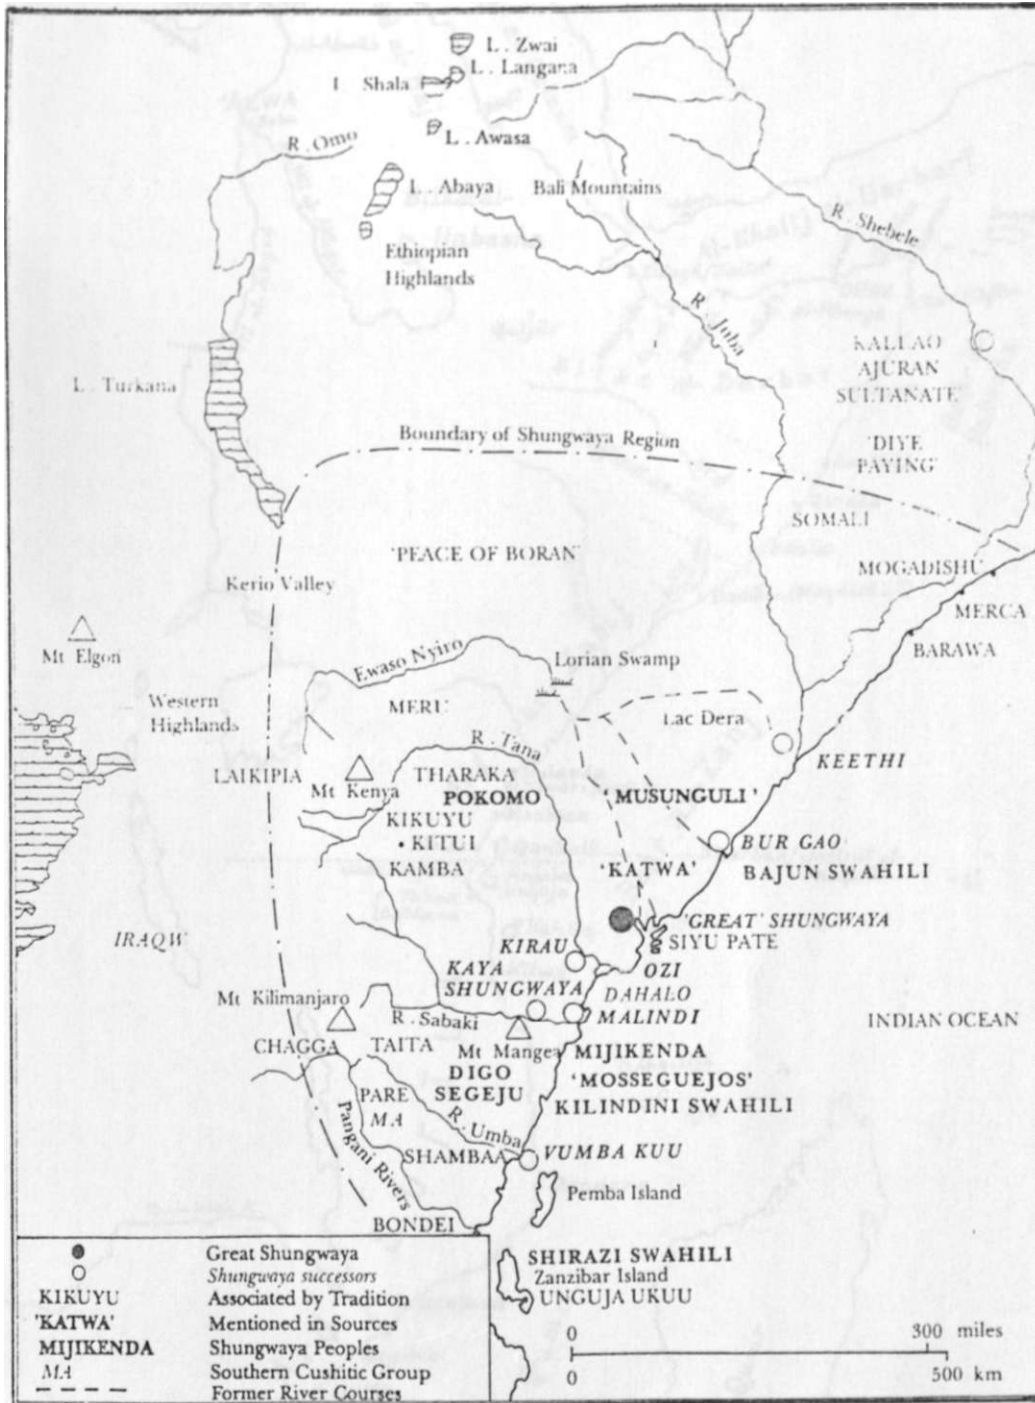 L. Zwai
L. Langana
Shala
R. Omo
L. Awasa
L. Abaya
Bali Mountains
R. Shebele
Ethiopian
Highlands
R. Joba
KALLAO
AJURAN
SULTANATE'
L. Turkana
Boundary of Shungwaya Region
'DIYE
PAYING'
SOMALI
'PEACE OF BORAN'
MOGADISHU
Kerio Valley
MERCA
Mt Elgon
BARAWA
Ewaso Nyiro
Lorian Swamp
Western
Highlands
MERU
Lac Dera
R. Tana
KEETHI
LAIKIPIA
Mt Kenya
THARAKA
POKOMO
'MUSUNGULI'
KIKUYU
KITUI
BUR GAO
KAMBA
'KATWA'
BAJUN SWAHILI
'GREAT' SHUNGWAYA
SIYU PATE
IRAQW
KIRAU
OZI
KAYA
SHUNGWAYA
DAHALO
Mt Kilimanjaro
R. Sabaki
MALINDI
INDIAN OCEAN
CHAGGA
TAITA
Mt Mangea
MIJIKENDA
DIGO
SEGEJU
'MOSSEGUEJOS'
KILINDINI SWAHILI
PARE
MA
R. Umba
Pangani Rivers
SHAMBAA
VUMBA KUU
Pemba Island
BONDEI
SHIRAZI SWAHILI
Zanzibar Island
UNGUJA UKUU
Great Shungwaya
Shungwaya successors
KIKUYU Associated by Tradition
'KATWA' Mentioned in Sources
MIJIKENDA Shungwaya Peoples
MA Southern Cushitic Group
Former River Courses
0 300 miles
0 500 km